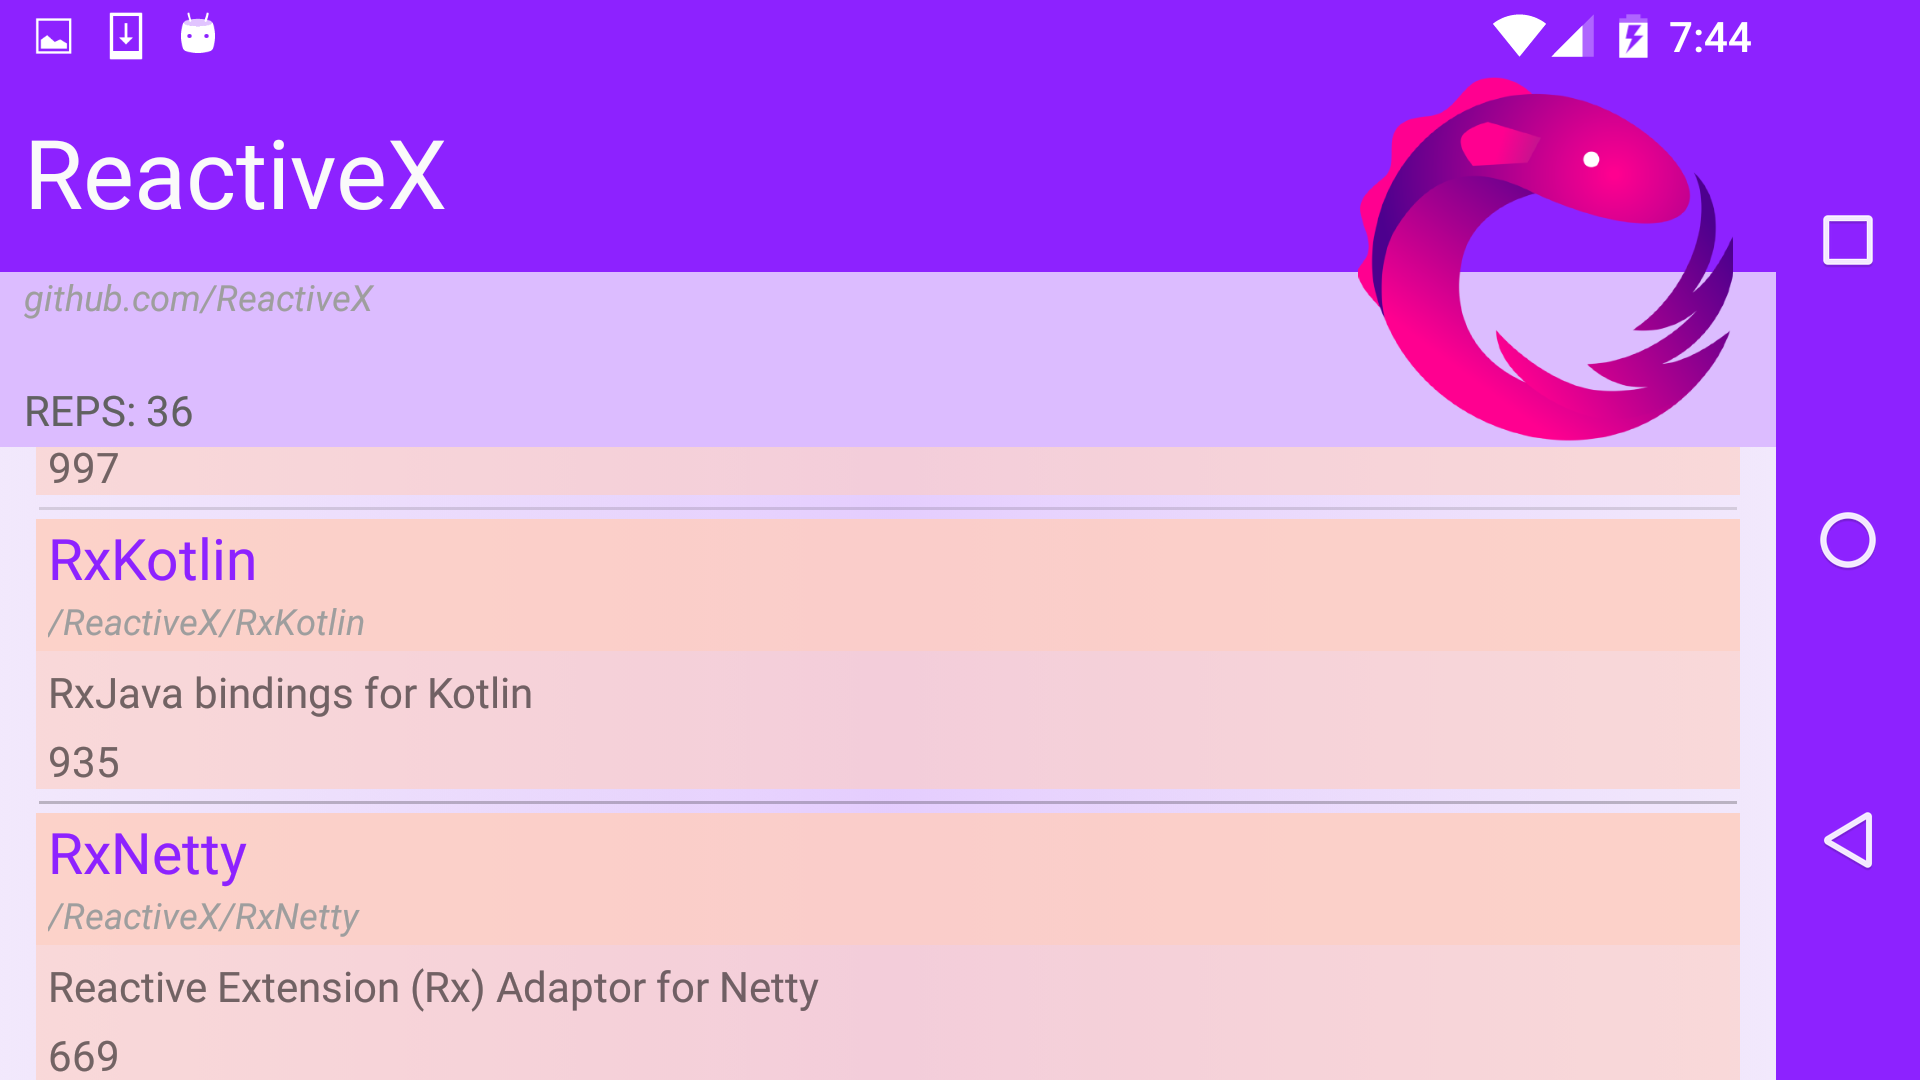 7:44
ReactiveX
github.com/ReactiveX
REPS: 36
997
RxKotlin
/ReactiveX/RxKotlin
RxJava bindings for Kotlin
935
RxNetty
/ReactiveX/RxNetty
Reactive Extension (Rx) Adaptor for Netty
669